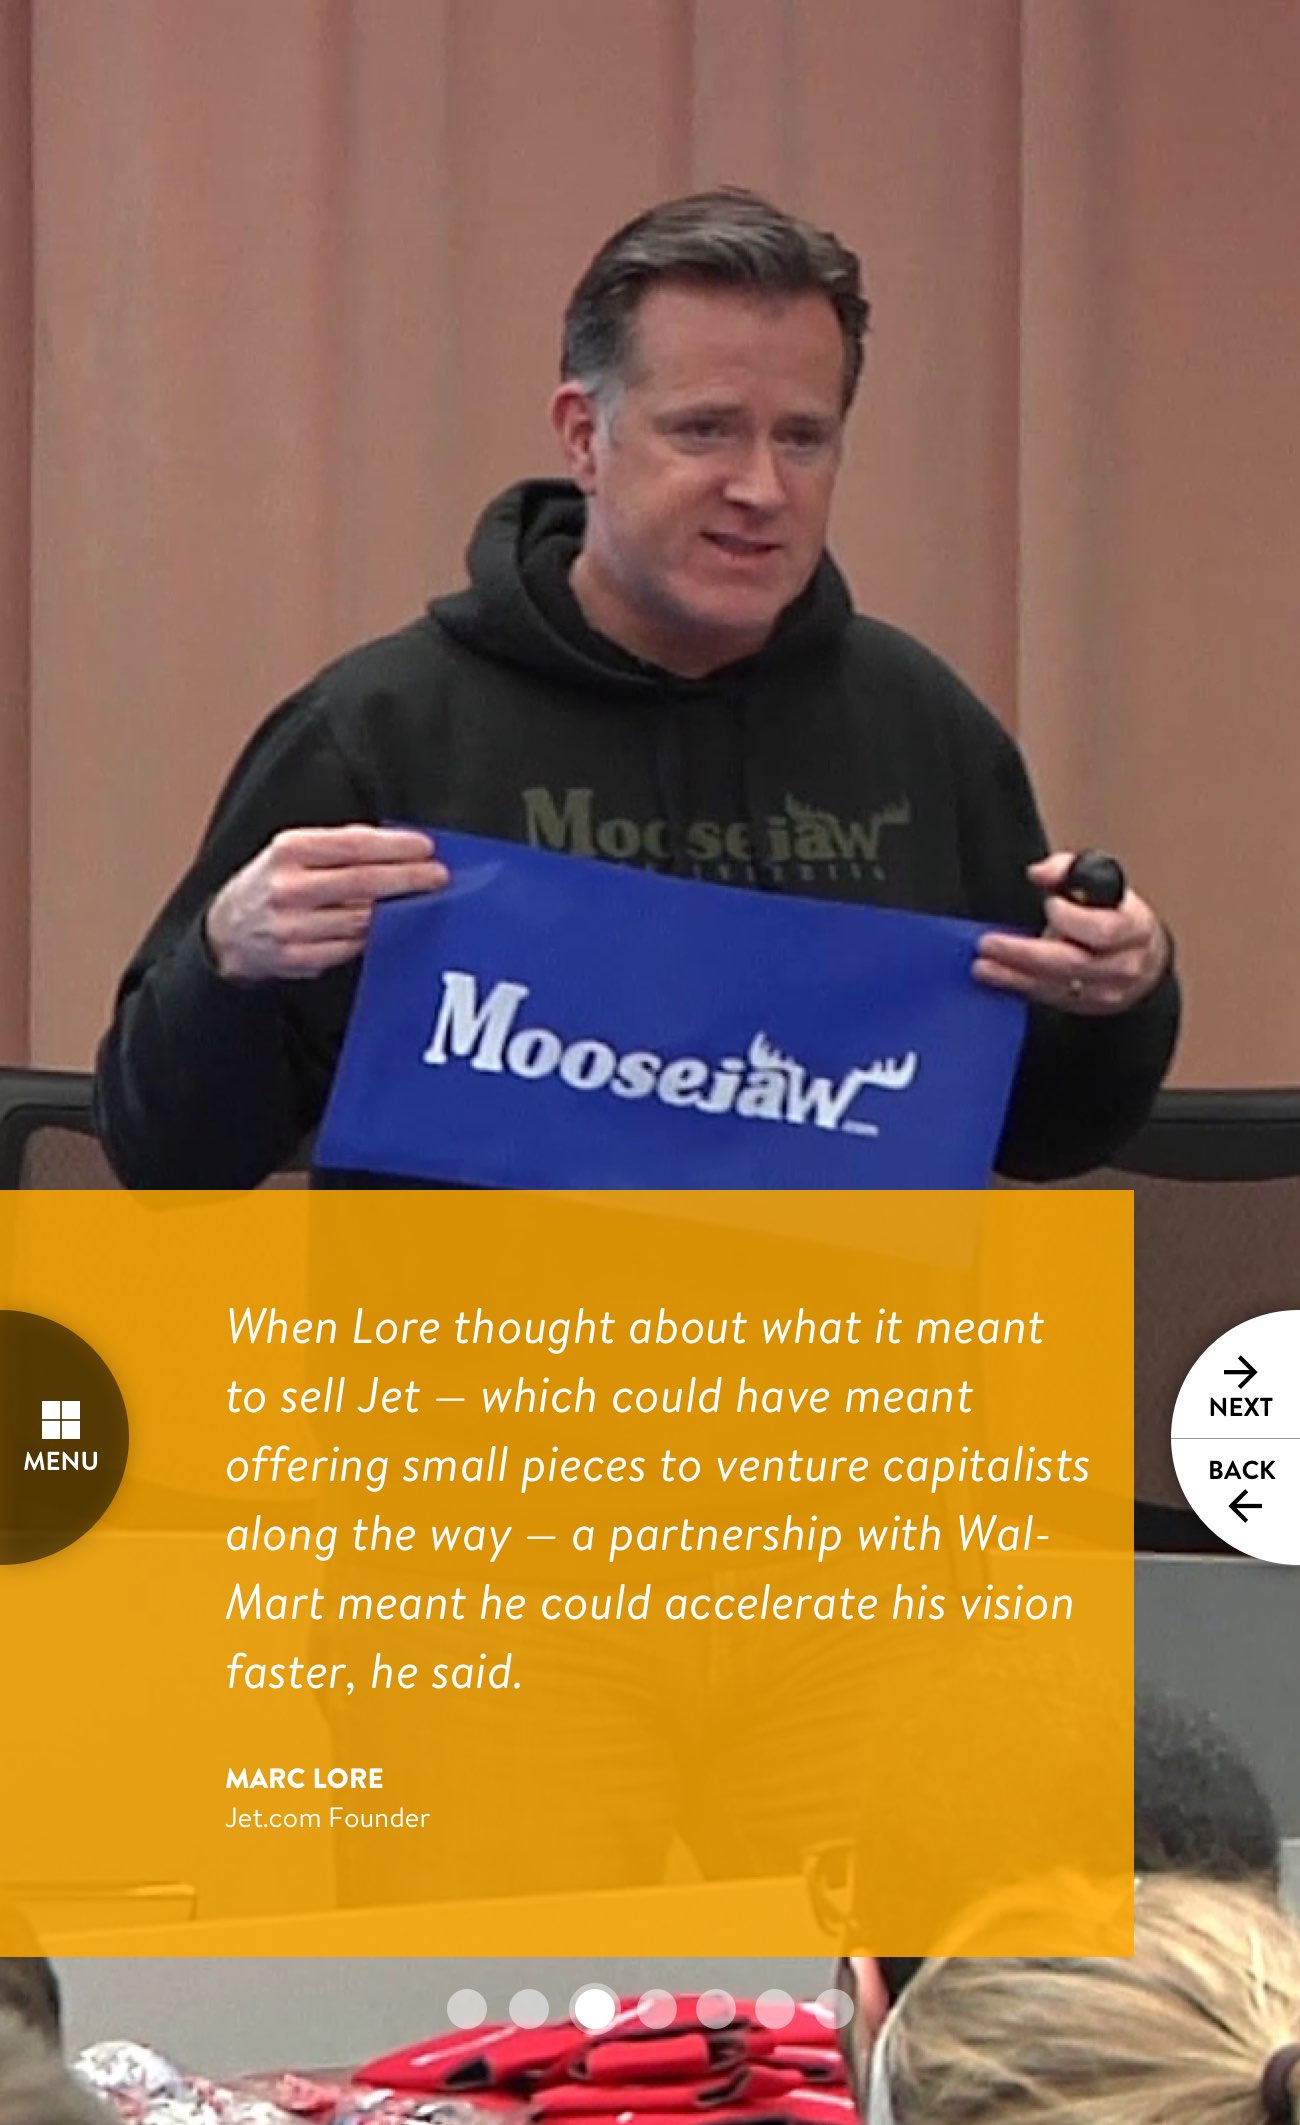 Moosejaw
Moosejaw
When Lore thought about what it meant
to sell Jet — which could have meant
offering small pieces to venture capitalists
along the way — a partnership with Wal-
Mart meant he could accelerate his vision
faster, he said.
MARC LORE
Jet.com Founder
MENU
NEXT
BACK